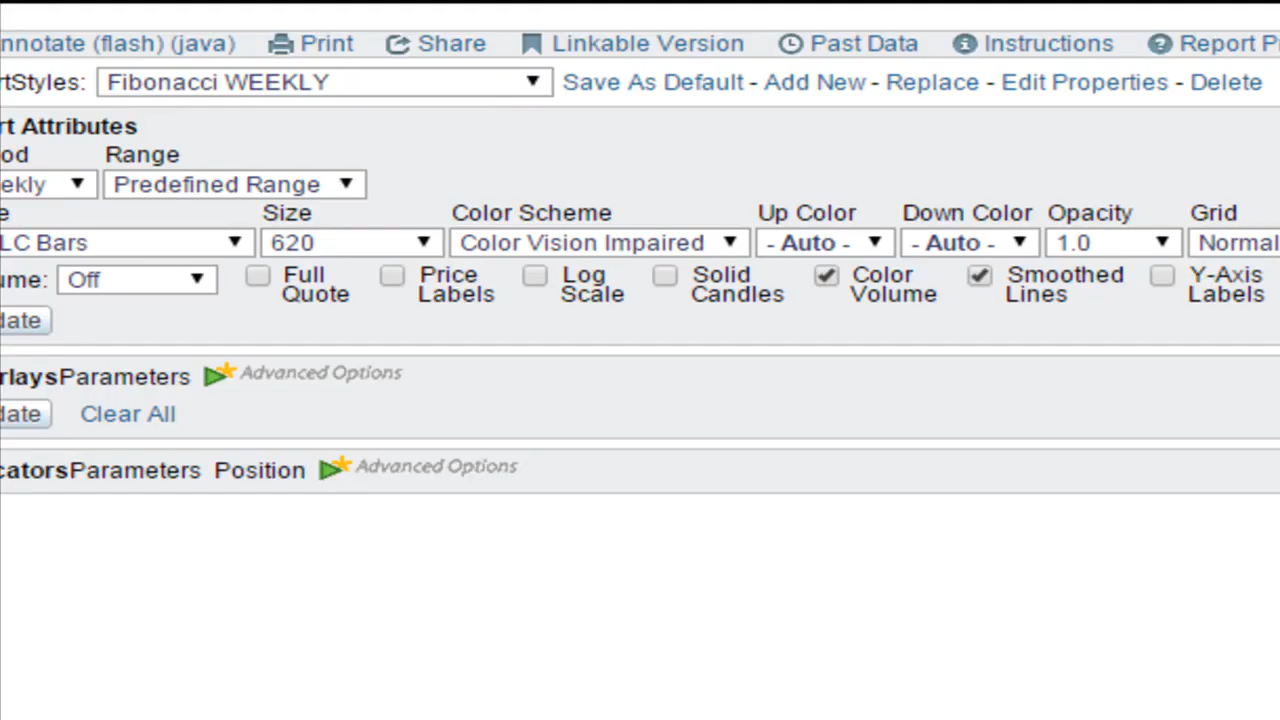 nnotate (flash) (java) Print Share Linkable Version Past Data Instructions Report P
rtStyles: Fibonacci WEEKLY Save As Default - Add New - Replace - Edit Properties - Delete
rt Attributes
od Range
ekly Predefined Range
e Size Color Scheme Up Color Down Color Opacity Grid
LC Bars 620 Color Vision Impaired - Auto - - Auto - 1.0 Normal
ume: Off Full Quote Price Labels Log Scale Solid Candles Color Volume Smoothed Lines Y-Axis Labels
date
rlaysParameters Advanced Options
date Clear All
catorsParameters Position Advanced Options